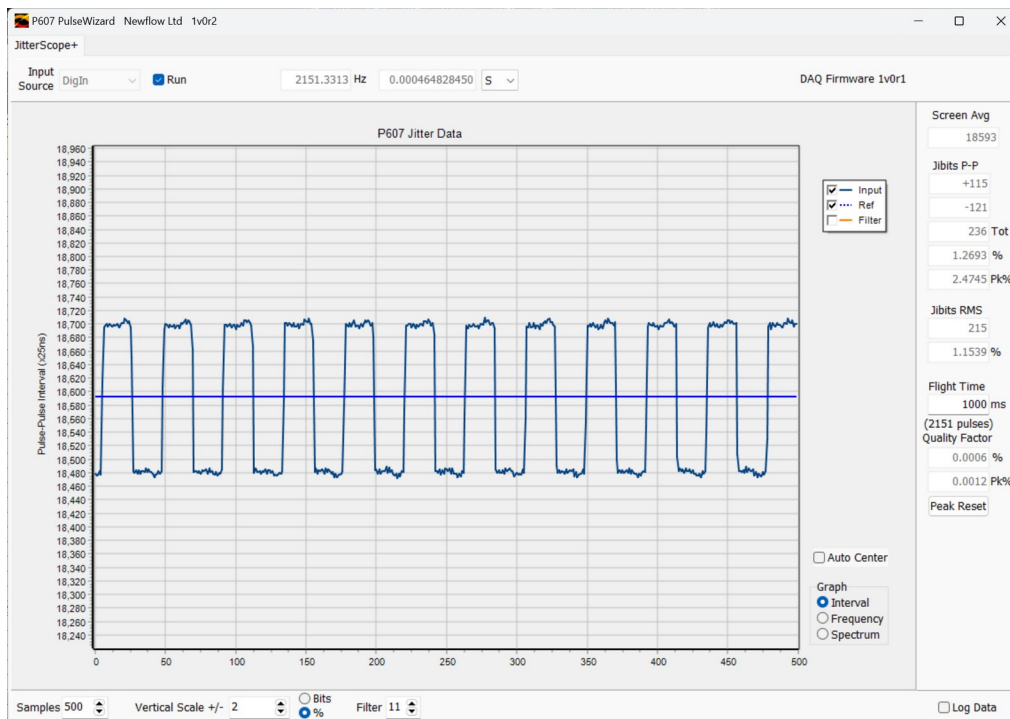 P607 PulseWizard Newflow Ltd 1v0r2
JitterScope+
Input Source DigIn Run 2151.3313 Hz 0.000464828450 S DAQ Firmware 1v0r1
P607 Jitter Data
Pulse-Pulse Interval (x25ns)
18,960
18,940
18,920
18,900
18,880
18,860
18,840
18,820
18,800
18,780
18,760
18,740
18,720
18,700
18,680
18,660
18,640
18,620
18,600
18,580
18,560
18,540
18,520
18,500
18,480
18,460
18,440
18,420
18,400
18,380
18,360
18,340
18,320
18,300
18,280
18,260
18,240
0 50 100 150 200 250 300 350 400 450 500
Input
Ref
Filter
Auto Center
Graph
Interval
Frequency
Spectrum
Screen Avg
18593
Jibits P-P
+115
-121
236 Tot
1.2693 %
2.4745 Pk%
Jibits RMS
215
1.1539 %
Flight Time
1000 ms
(2151 pulses)
Quality Factor
0.0006 %
0.0012 Pk%
Peak Reset
Samples 500 Vertical Scale +/- 2 Bits % Filter 11 Log Data